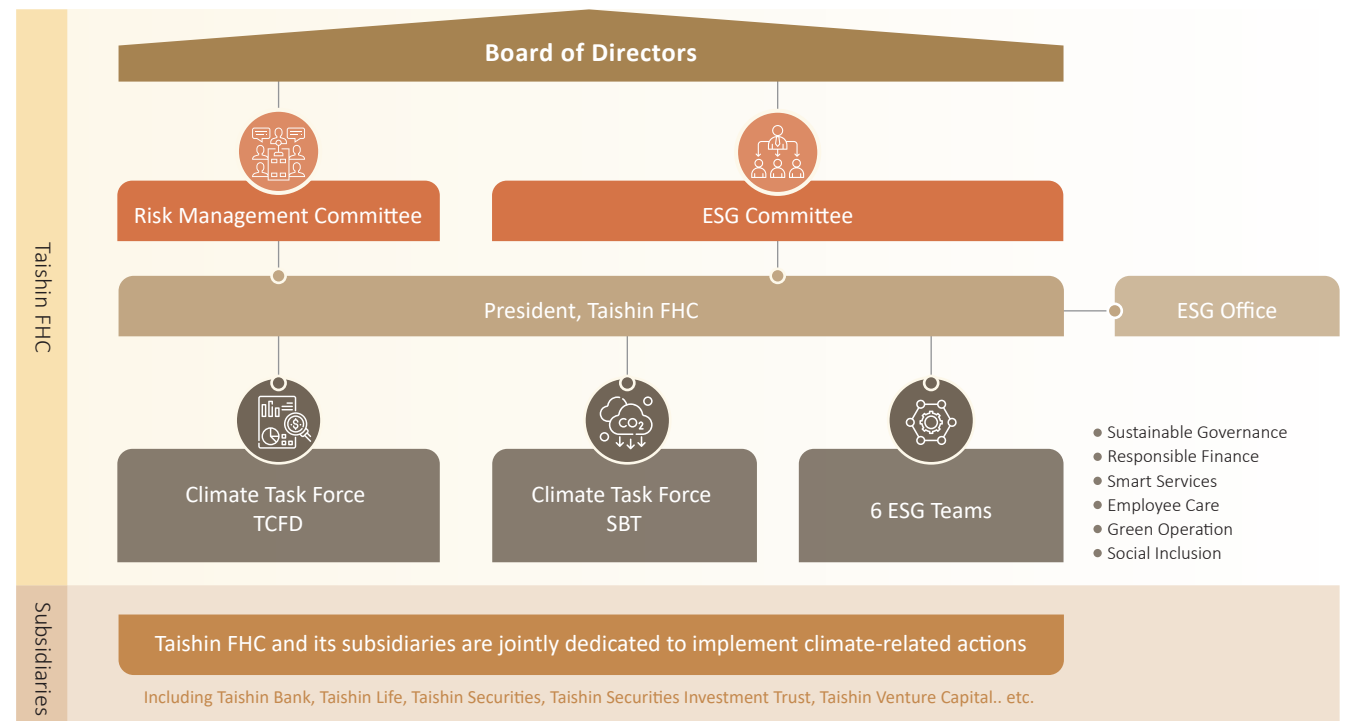 Taishin FHC
Board of Directors
Risk Management Committee
ESG Committee
President, Taishin FHC
ESG Office
CO2
Climate Task Force
TCFD
Climate Task Force
SBT
6 ESG Teams
Sustainable Governance
Responsible Finance
Smart Services
Employee Care
Green Operation
Social Inclusion
Subsidiaries
Taishin FHC and its subsidiaries are jointly dedicated to implement climate-related actions
Including Taishin Bank, Taishin Life, Taishin Securities, Taishin Securities Investment Trust, Taishin Venture Capital.. etc.